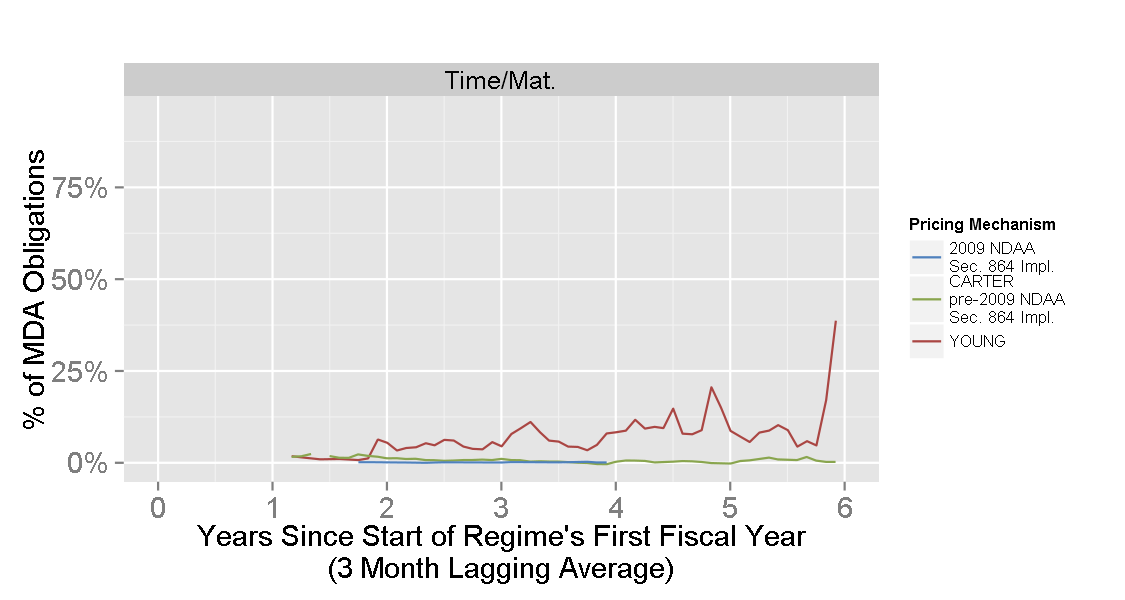 Time/Mat.
% of MDA Obligations
75%
50%
25%
0%
0 1 2 3 4 5 6
Years Since Start of Regime's First Fiscal Year
(3 Month Lagging Average)
Pricing Mechanism
2009 NDAA
Sec. 864 Impl.
CARTER
pre-2009 NDAA
Sec. 864 Impl.
YOUNG